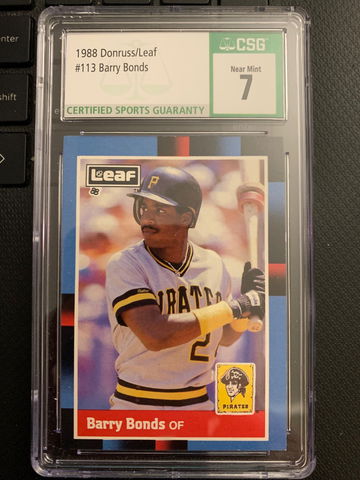 enter
shift
1988 Donruss/Leaf
#113 Barry Bonds
CERTIFIED SPORTS GUARANTY
CSG
Near Mint
7
Leaf
88
P
PIRATES
2
PIRATES
Barry Bonds OF